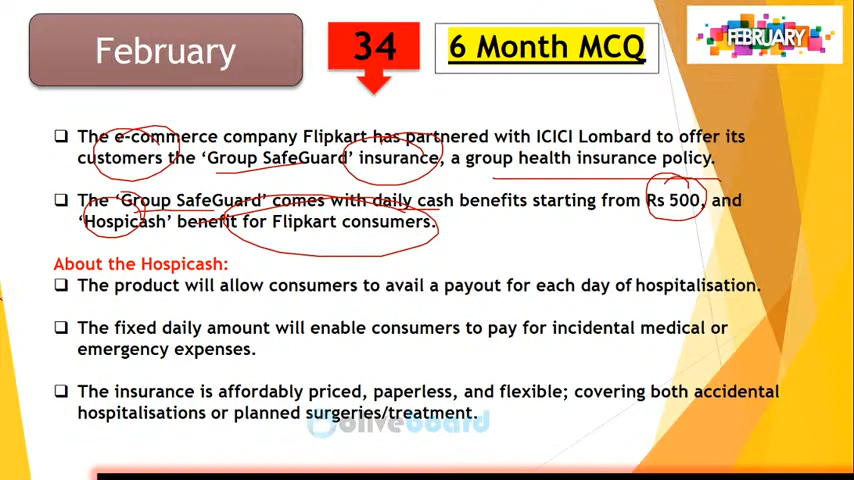 February
34
6 Month MCQ
FEBRUARY
❑ The e-commerce company Flipkart has partnered with ICICI Lombard to offer its
customers the ‘Group SafeGuard’ insurance, a group health insurance policy.
❑ The ‘Group SafeGuard’ comes with daily cash benefits starting from Rs 500, and
‘Hospicash’ benefit for Flipkart consumers.
About the Hospicash:
❑ The product will allow consumers to avail a payout for each day of hospitalisation.
❑ The fixed daily amount will enable consumers to pay for incidental medical or
emergency expenses.
❑ The insurance is affordably priced, paperless, and flexible; covering both accidental
hospitalisations or planned surgeries/treatment.
oliveboard